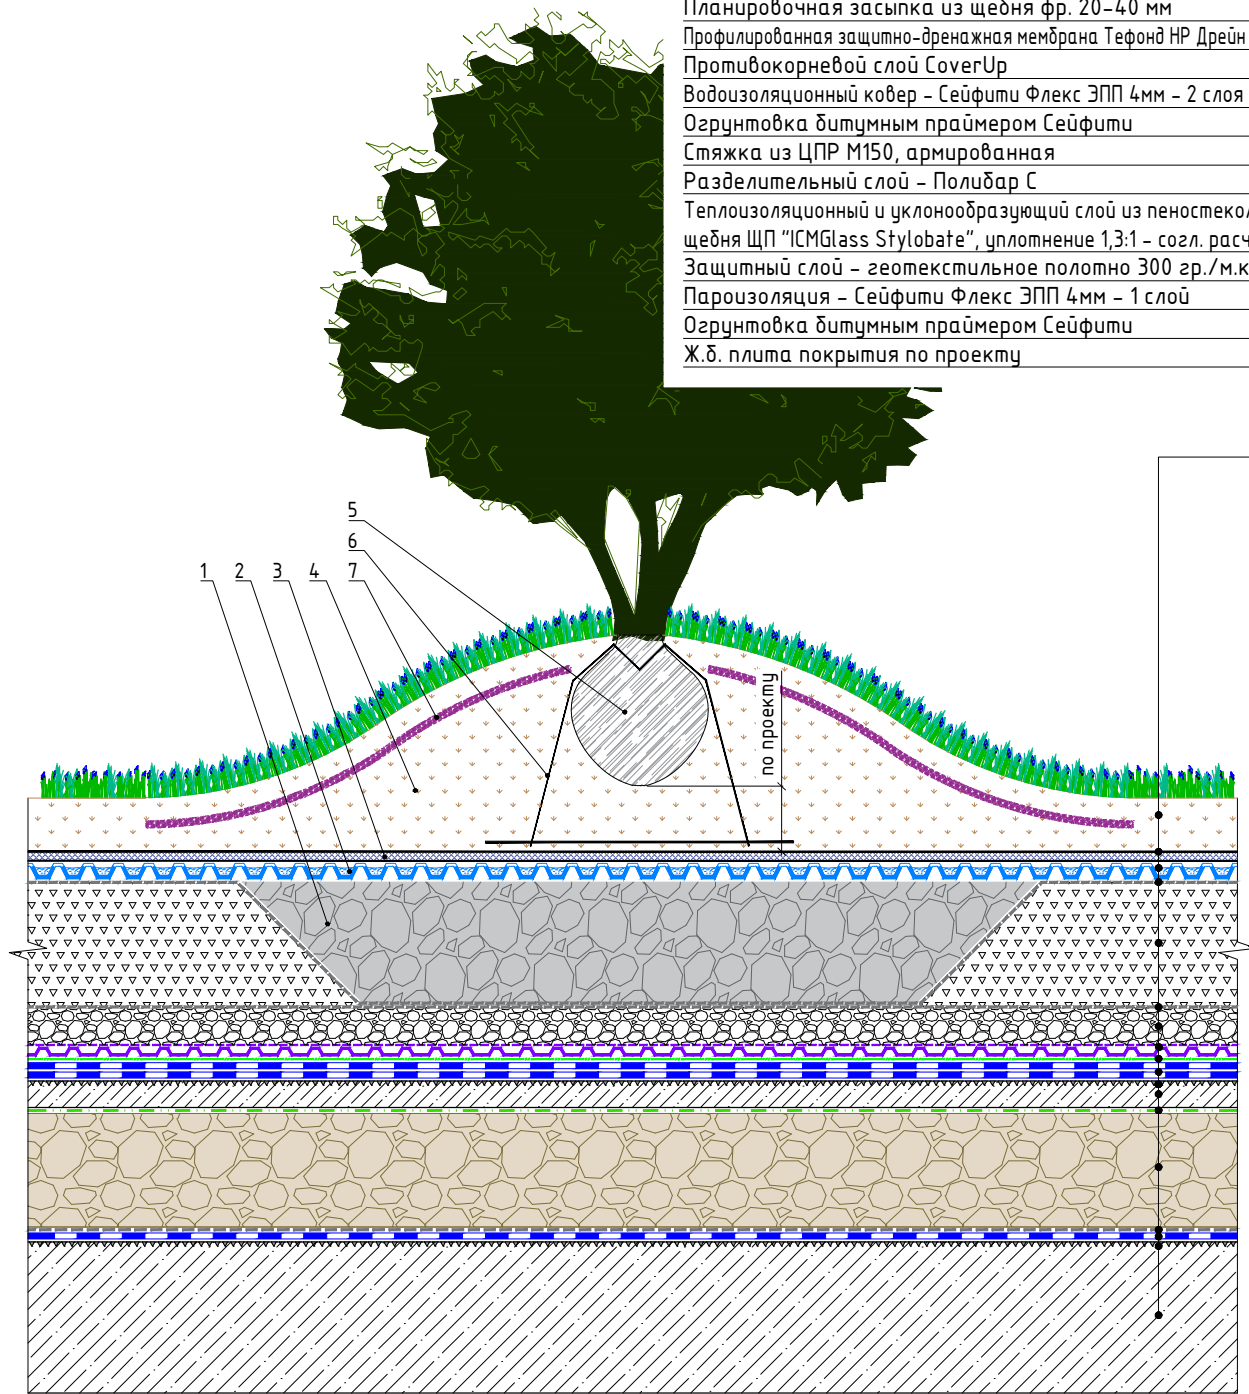 Планировочная засыпка из щебня фр. 20-40 мм
Профилированная защитно-дренажная мембрана Тефонд НР Дрейн
Противокорневой слой CoverUp
Водоизоляционный ковер - Сейфити Флекс ЭПП 4мм - 2 слоя
Огрунтовка битумным праймером Сейфити
Стяжка из ЦПР М150, армированная
Разделительный слой - Полибар С
Теплоизоляционный и уклонообразующий слой из
щебня ЩП "ICMGlass Stylobate", уплотнение 1,3:1 - согл.
Защитный слой - геотекстильное полотно 300
Пароизоляция - Сейфити Флекс ЭПП 4мм - 1 слой
Огрунтовка битумным праймером Сейфити
Ж.б. плита покрытия по проекту
5
6
1 2 3 4 7
по проекту